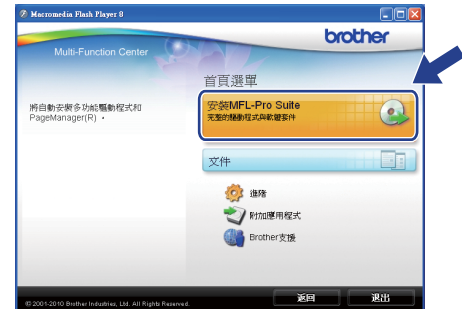 Macromedia Flash Player 8
brother
Multi-Function Center
首頁選單
將自動安裝多功能驅動程式和
PageManager(R)。
安裝MFL-Pro Suite
完整的驅動程式與軟體套件
文件
進階
附加應用程式
Brother支援
© 2001-2010 Brother Industries, Ltd. All Rights Reserved.
返回
退出